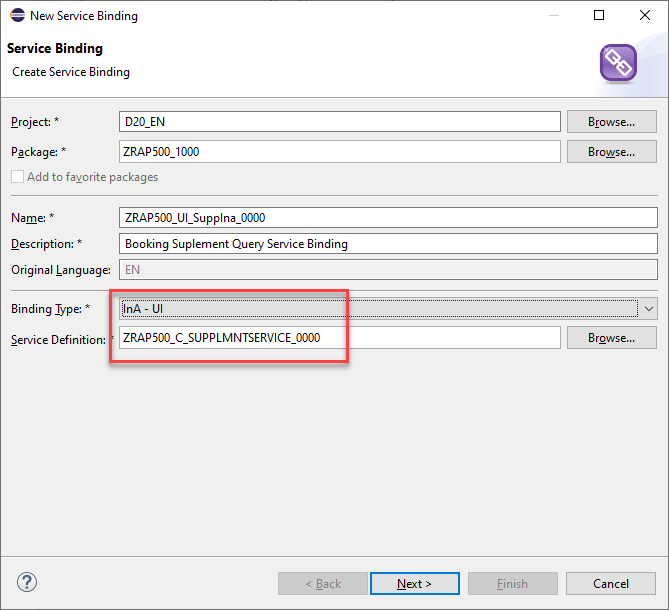 New Service Binding
Service Binding
Create Service Binding
Project: * D20_EN Browse...
Package: * ZRAP500_1000 Browse...
Add to favorite packages
Name: * ZRAP500_UI_SuppIna_0000
Description: * Booking Suplement Query Service Binding
Original Language: EN
Binding Type: * InA - UI
Service Definition: * ZRAP500_C_SUPPLMNTSERVICE_0000 Browse...
? < Back Next > Finish Cancel